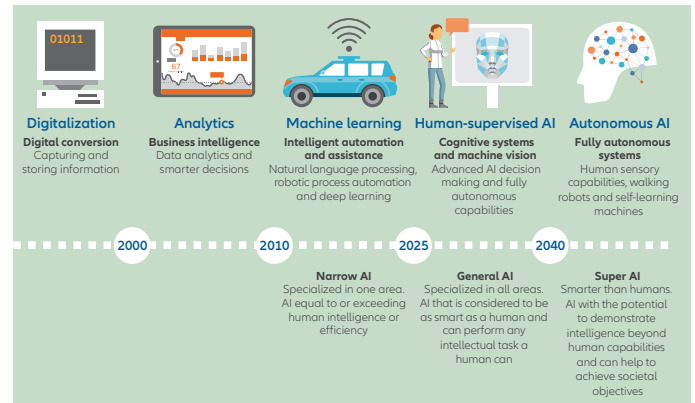 01011
67
Digitalization
Digital conversion
Capturing and
storing information
Analytics
Business intelligence
Data analytics and
smarter decisions
Machine learning
Intelligent automation
and assistance
Natural language processing,
robotic process automation
and deep learning
Human-supervised AI
Cognitive systems
and machine vision
Advanced AI decision
making and fully
autonomous
capabilities
Autonomous AI
Fully autonomous
systems
Human sensory
capabilities, walking
robots and self-learning
machines
2000
2010
2025
2040
Narrow AI
Specialized in one area.
AI equal to or exceeding
human intelligence or
efficiency
General AI
Specialized in all areas.
AI that is considered to be
as smart as a human and
can perform any
intellectual task a
human can
Super AI
Smarter than humans.
AI with the potential
to demonstrate
intelligence beyond
human capabilities
and can help to
achieve societal
objectives